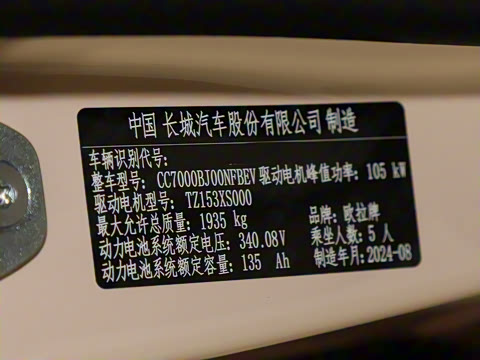 中国 长城汽车股份有限公司 制造
车辆识别代号:
整车型号: CC7000BJ00NFBEV 驱动电机峰值功率: 105 kW
驱动电机型号: TZ153XS000
最大允许总质量: 1935 kg 品牌: 欧拉牌
动力电池系统额定电压: 340.08V 乘坐人数: 5 人
动力电池系统额定容量: 135 Ah 制造年月: 2024-08